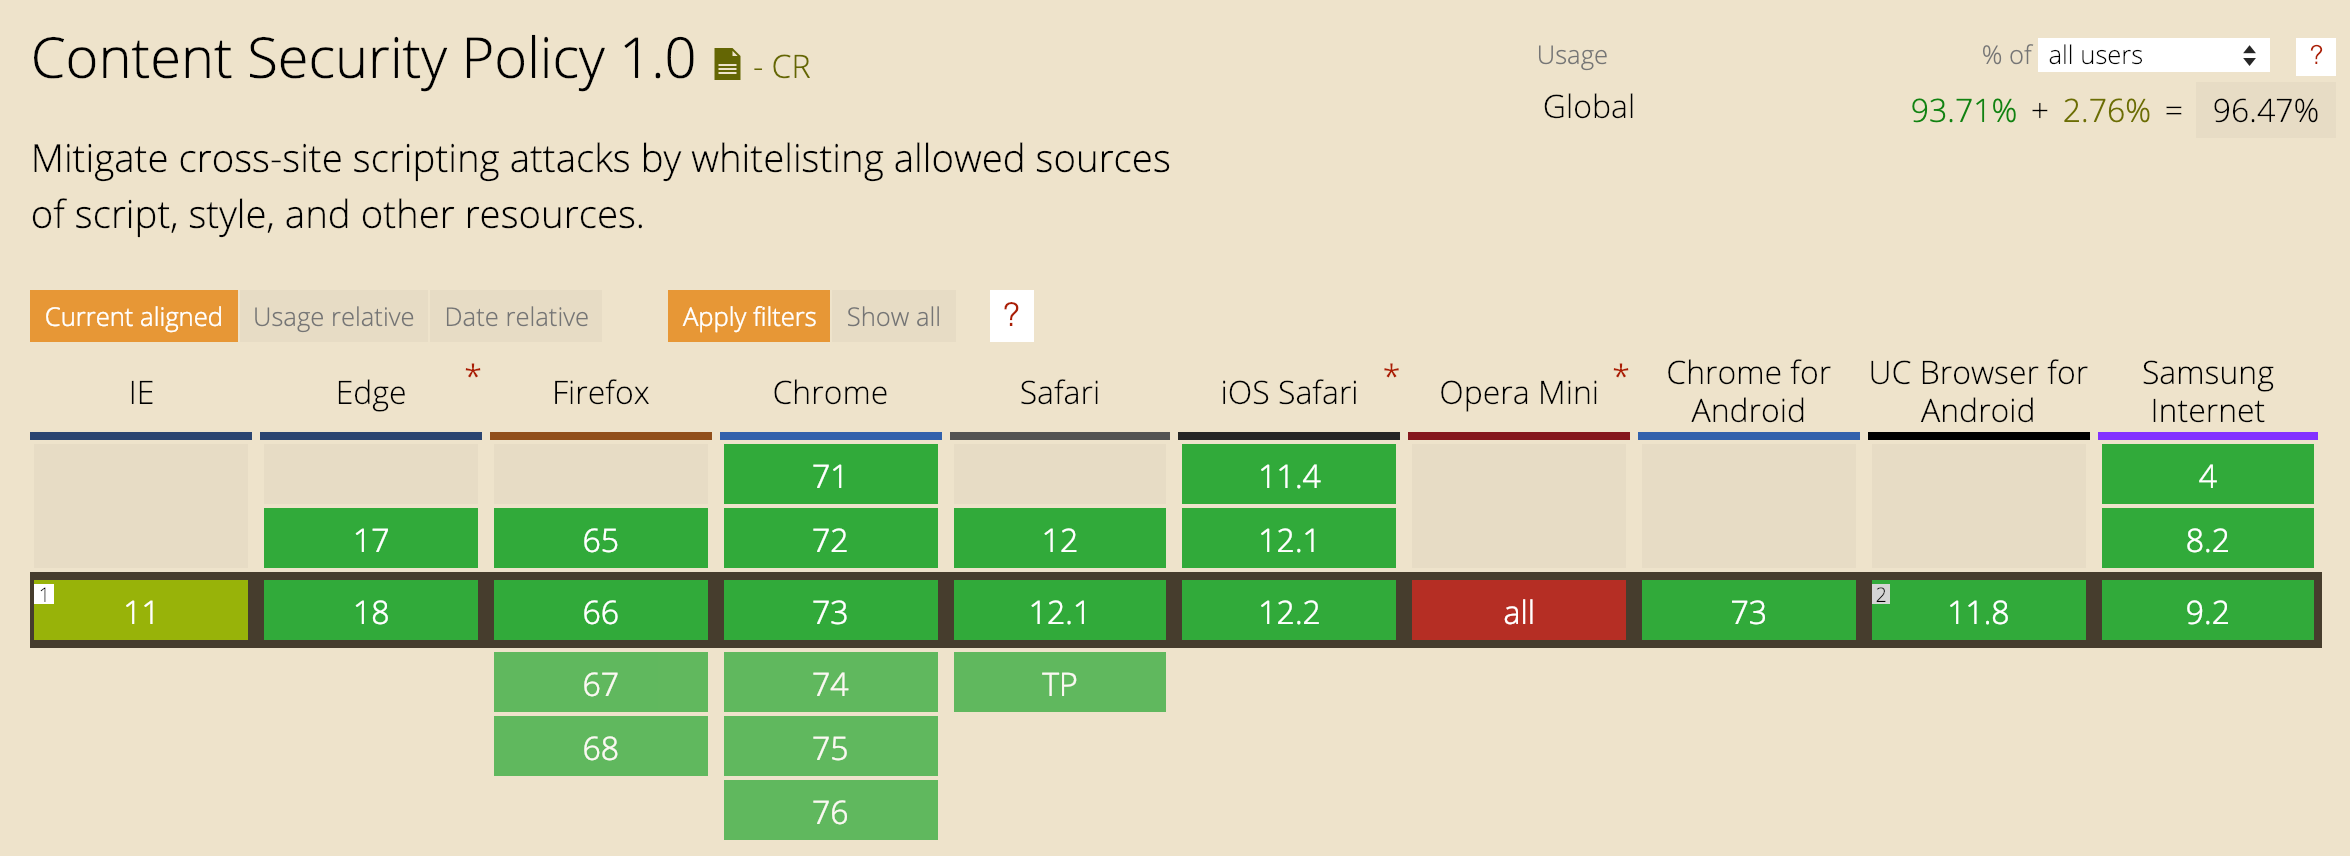 Content Security Policy 1.0 - CR
Usage % of all users ?
Global 93.71% + 2.76% = 96.47%
Mitigate cross-site scripting attacks by whitelisting allowed sources
of script, style, and other resources.
Current aligned Usage relative Date relative Apply filters Show all ?
IE Edge * Firefox Chrome Safari iOS Safari * Opera Mini * Chrome for Android UC Browser for Android Samsung Internet
71 11.4 4
17 65 72 12 12.1 8.2
1 11 18 66 73 12.1 12.2 all 73 2 11.8 9.2
67 74 TP
68 75
76